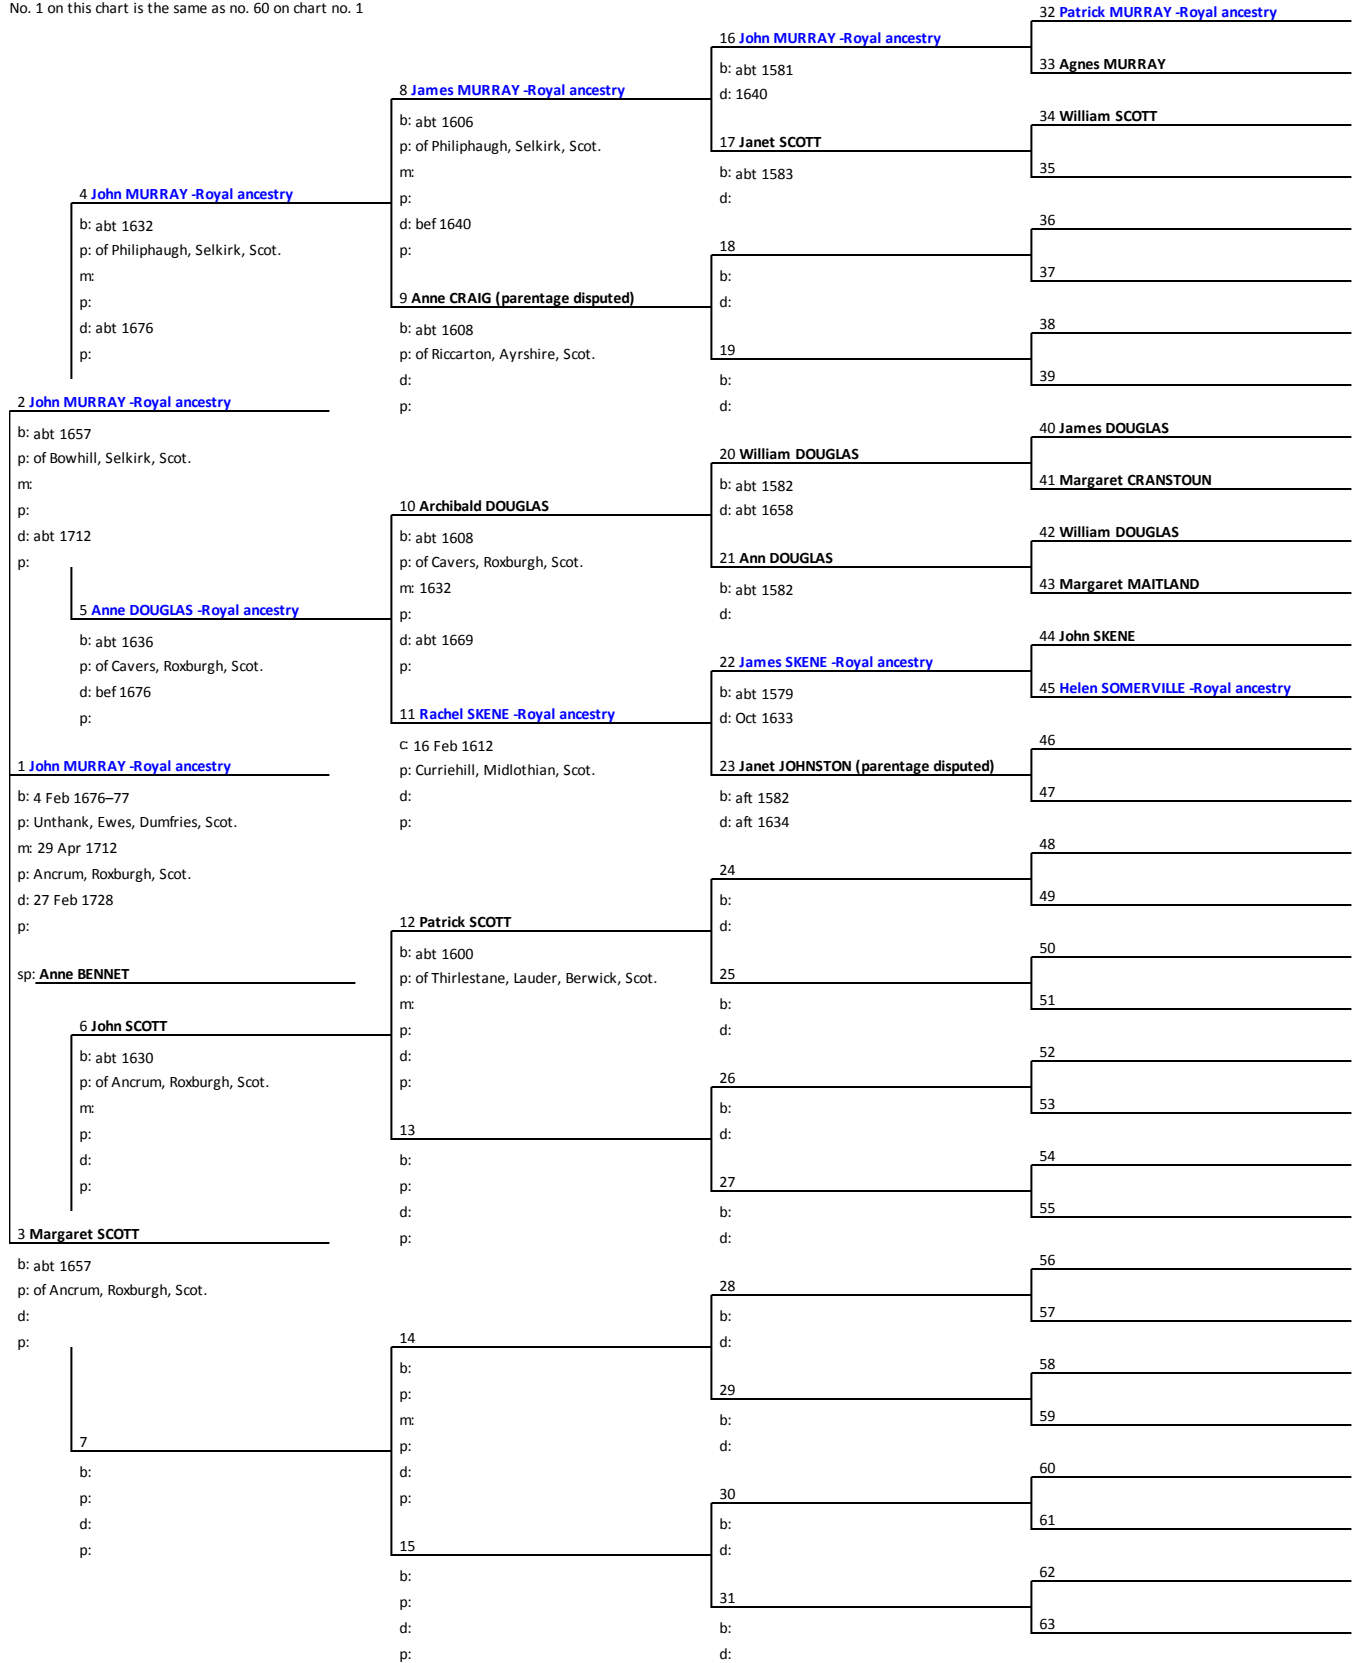 No. 1 on this chart is the same as no. 60 on chart no. 1
2 John MURRAY -Royal ancestry
b: abt 1657
p: of Bowhill, Selkirk, Scot.
m:
p:
d: abt 1712
p:
1 John MURRAY -Royal ancestry
b: 4 Feb 1676–77
p: Unthank, Ewes, Dumfries, Scot.
m: 29 Apr 1712
p: Ancrum, Roxburgh, Scot.
d: 27 Feb 1728
p:
sp: Anne BENNET
3 Margaret SCOTT
b: abt 1657
p: of Ancrum, Roxburgh, Scot.
d:
p:
4 John MURRAY -Royal ancestry
b: abt 1632
p: of Philiphaugh, Selkirk, Scot.
m:
p:
d: abt 1676
p:
5 Anne DOUGLAS -Royal ancestry
b: abt 1636
p: of Cavers, Roxburgh, Scot.
d: bef 1676
p:
6 John SCOTT
b: abt 1630
p: of Ancrum, Roxburgh, Scot.
m:
p:
d:
p:
7
b:
p:
d:
p:
8 James MURRAY -Royal ancestry
b: abt 1606
p: of Philiphaugh, Selkirk, Scot.
m:
p:
d: bef 1640
p:
9 Anne CRAIG (parentage disputed)
b: abt 1608
p: of Riccarton, Ayrshire, Scot.
d:
p:
10 Archibald DOUGLAS
b: abt 1608
p: of Cavers, Roxburgh, Scot.
m: 1632
p:
d: abt 1669
p:
11 Rachel SKENE -Royal ancestry
c: 16 Feb 1612
p: Curriehill, Midlothian, Scot.
d:
p:
12 Patrick SCOTT
b: abt 1600
p: of Thirlestane, Lauder, Berwick, Scot.
m:
p:
d:
p:
13
b:
p:
d:
p:
14
b:
p:
m:
p:
d:
p:
15
b:
p:
d:
p:
16 John MURRAY -Royal ancestry
b: abt 1581
d: 1640
17 Janet SCOTT
b: abt 1583
d:
18
b:
d:
19
b:
d:
20 William DOUGLAS
b: abt 1582
d: abt 1658
21 Ann DOUGLAS
b: abt 1582
d:
22 James SKENE -Royal ancestry
b: abt 1579
d: Oct 1633
23 Janet JOHNSTON (parentage disputed)
b: aft 1582
d: aft 1634
24
b:
d:
25
b:
d:
26
b:
d:
27
b:
d:
28
b:
d:
29
b:
d:
30
b:
d:
31
b:
d:
32 Patrick MURRAY -Royal ancestry
33 Agnes MURRAY
34 William SCOTT
35
36
37
38
39
40 James DOUGLAS
41 Margaret CRANSTOUN
42 William DOUGLAS
43 Margaret MAITLAND
44 John SKENE
45 Helen SOMERVILLE -Royal ancestry
46
47
48
49
50
51
52
53
54
55
56
57
58
59
60
61
62
63